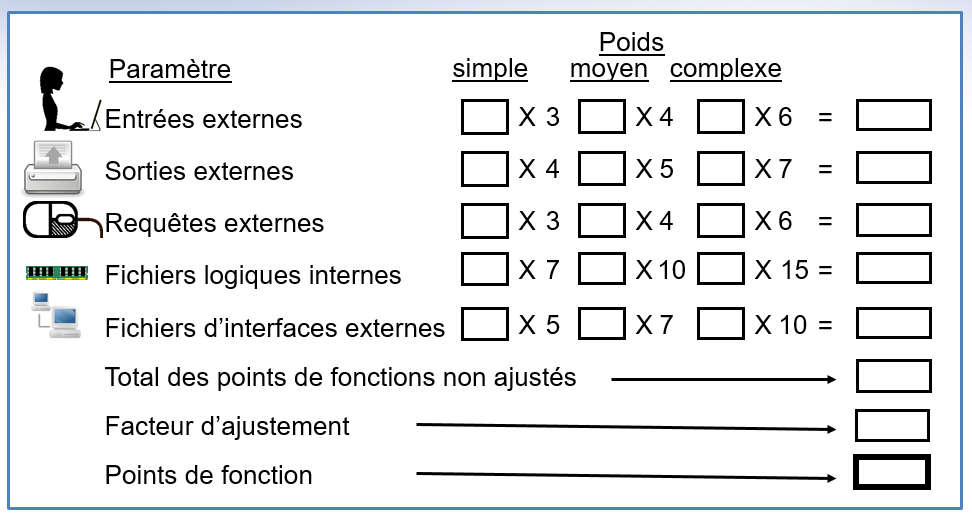 Poids
Paramètre simple moyen complexe
Entrées externes X 3 X 4 X 6 =
Sorties externes X 4 X 5 X 7 =
Requêtes externes X 3 X 4 X 6 =
Fichiers logiques internes X 7 X 10 X 15 =
Fichiers d’interfaces externes X 5 X 7 X 10 =
Total des points de fonctions non ajustés
Facteur d’ajustement
Points de fonction